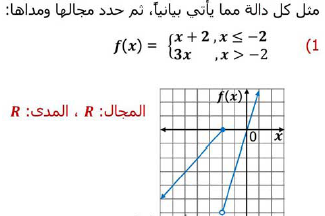 مثل كل دالة مما يأتي بيانياً، ثم حدد مجالها ومداها:
1) f(x) = {x + 2 , x ≤ −2
3x , x > −2
المجال: R ، المدى: R
f(x)
0 x